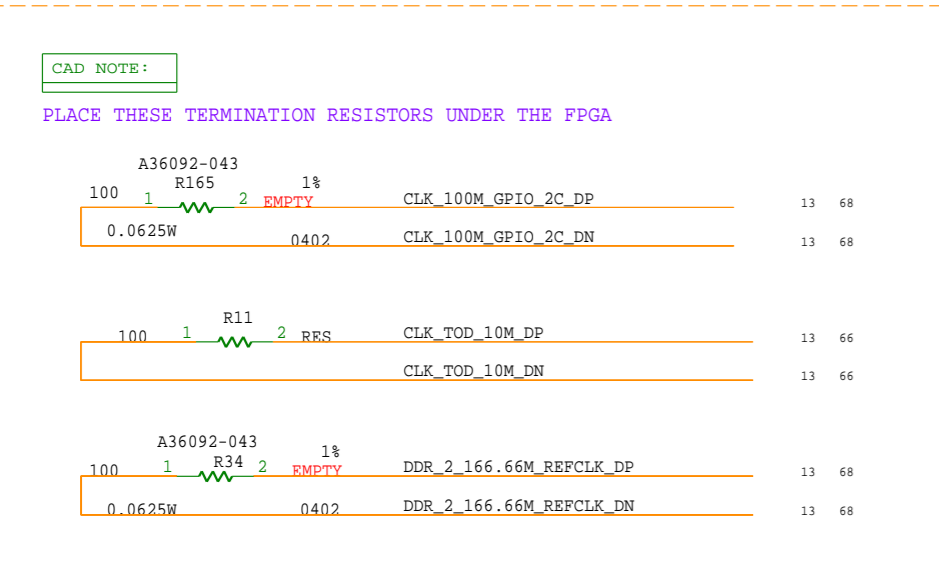 CAD NOTE:
PLACE THESE TERMINATION RESISTORS UNDER THE FPGA
A36092-043
R165 1%
100 1 2 EMPTY CLK_100M_GPIO_2C_DP 13 68
0.0625W 0402 CLK_100M_GPIO_2C_DN 13 68
R11
100 1 2 RES CLK_TOD_10M_DP 13 66
CLK_TOD_10M_DN 13 66
A36092-043
1%
100 1 R34 2 EMPTY DDR_2_166.66M_REFCLK_DP 13 68
0.0625W 0402 DDR_2_166.66M_REFCLK_DN 13 68